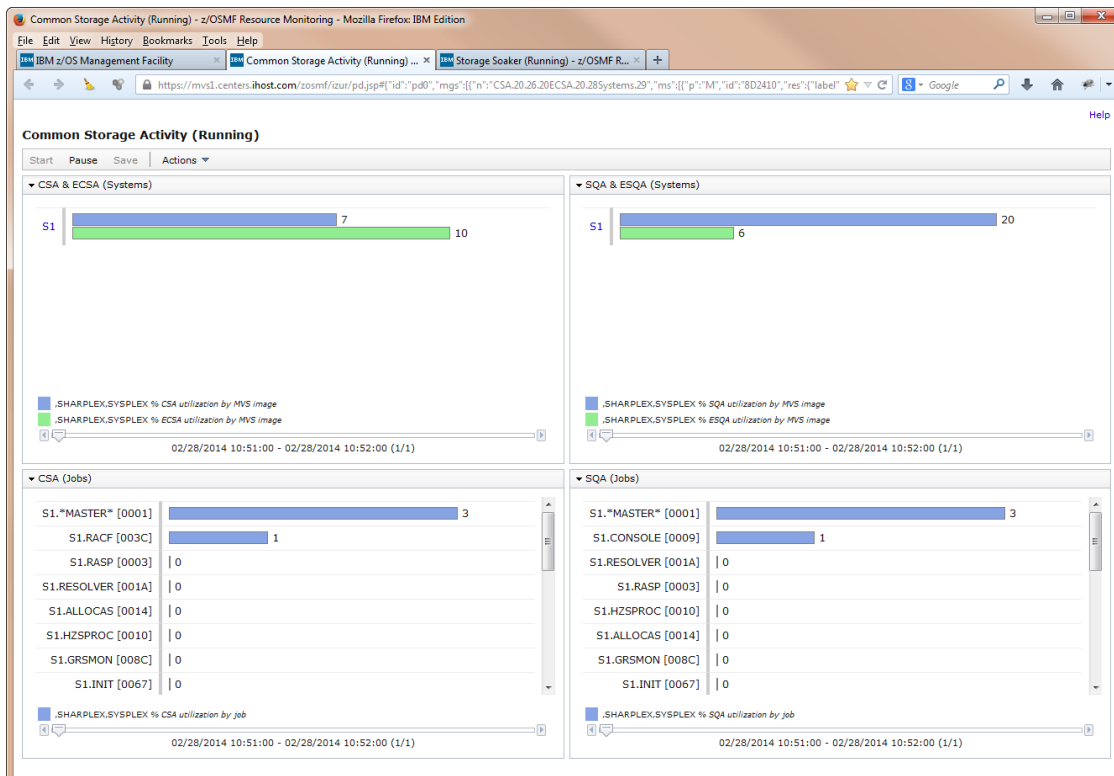 Common Storage Activity (Running) - z/OSMF Resource Monitoring - Mozilla Firefox: IBM Edition
File Edit View History Bookmarks Tools Help
IBM IBM z/OS Management Facility × IBM Common Storage Activity (Running) ... × IBM Storage Soaker (Running) - z/OSMF R... × +
https://mvs1.centers.ihost.com/zosmf/izur/pd.jsp#{"id":"pd0","mgs":[{"n":"CSA.20.26.20ECSA.20.28Systems.29","ms":[{"p":"M","id":"8D2410","res":{"label" 8 - Google
Help
Common Storage Activity (Running)
Start Pause Save Actions
CSA & ECSA (Systems)
S1
7
10
,SHARPLEX,SYSPLEX % CSA utilization by MVS image
,SHARPLEX,SYSPLEX % ECSA utilization by MVS image
02/28/2014 10:51:00 - 02/28/2014 10:52:00 (1/1)
SQA & ESQA (Systems)
S1
20
6
,SHARPLEX,SYSPLEX % SQA utilization by MVS image
,SHARPLEX,SYSPLEX % ESQA utilization by MVS image
02/28/2014 10:51:00 - 02/28/2014 10:52:00 (1/1)
CSA (Jobs)
S1.*MASTER* [0001] 3
S1.RACF [003C] 1
S1.RASP [0003] 0
S1.RESOLVER [001A] 0
S1.ALLOCAS [0014] 0
S1.HZSPROC [0010] 0
S1.GRSMON [008C] 0
S1.INIT [0067] 0
,SHARPLEX,SYSPLEX % CSA utilization by job
02/28/2014 10:51:00 - 02/28/2014 10:52:00 (1/1)
SQA (Jobs)
S1.*MASTER* [0001] 3
S1.CONSOLE [0009] 1
S1.RESOLVER [001A] 0
S1.RASP [0003] 0
S1.HZSPROC [0010] 0
S1.ALLOCAS [0014] 0
S1.GRSMON [008C] 0
S1.INIT [0067] 0
,SHARPLEX,SYSPLEX % SQA utilization by job
02/28/2014 10:51:00 - 02/28/2014 10:52:00 (1/1)